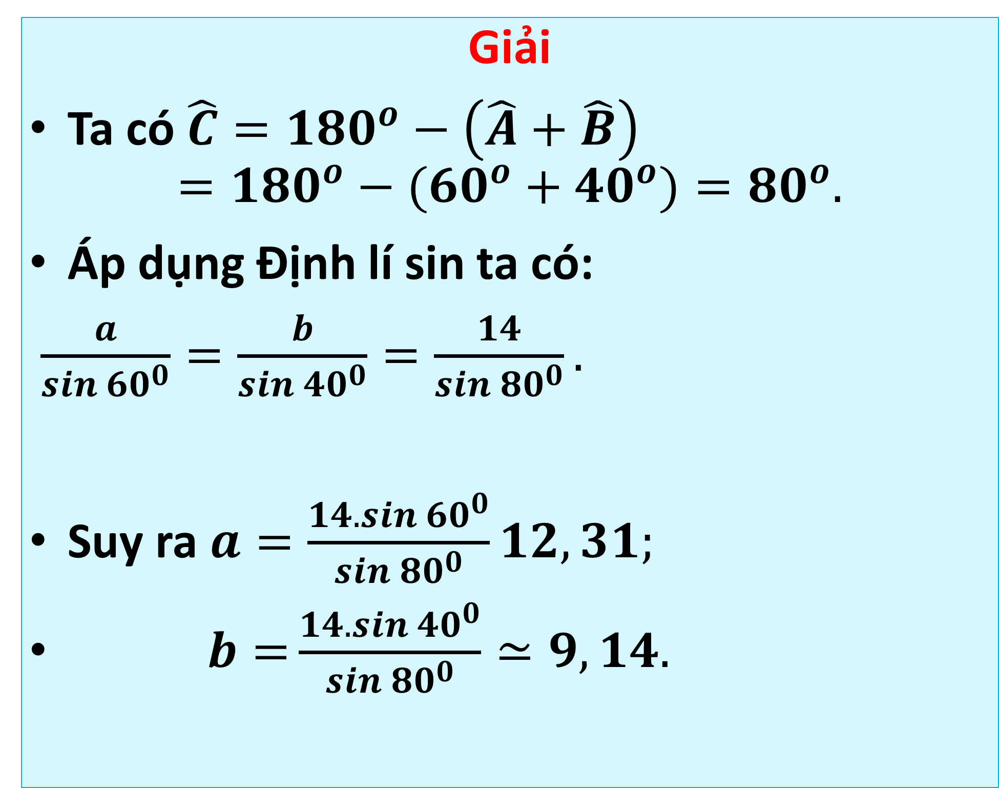 Giải
• Ta có $\widehat{C} = 180^o - (\widehat{A} + \widehat{B})$
$= 180^o - (60^o + 40^o) = 80^o.$
• Áp dụng Định lí sin ta có:
$\frac{a}{sin 60^0} = \frac{b}{sin 40^0} = \frac{14}{sin 80^0}.$
• Suy ra $a = \frac{14.sin 60^0}{sin 80^0} 12,31;$
• $b = \frac{14.sin 40^0}{sin 80^0} \simeq 9,14.$